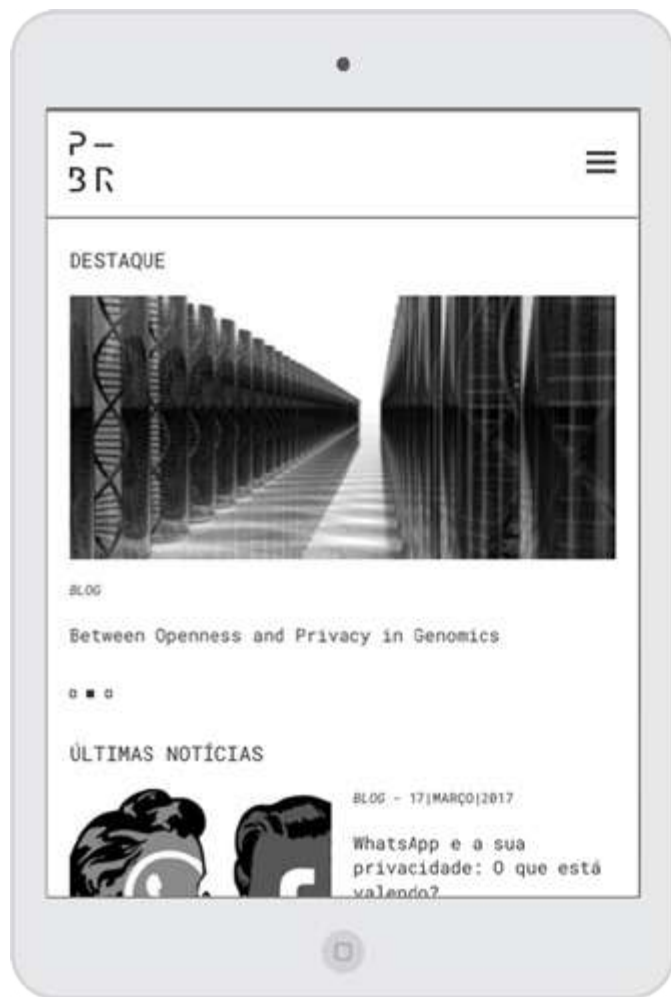 P–
BR
DESTAQUE
BLOG
Between Openness and Privacy in Genomics
ÚLTIMAS NOTÍCIAS
BLOG – 17|MARÇO|2017
WhatsApp e a sua
privacidade: O que está
valendo?